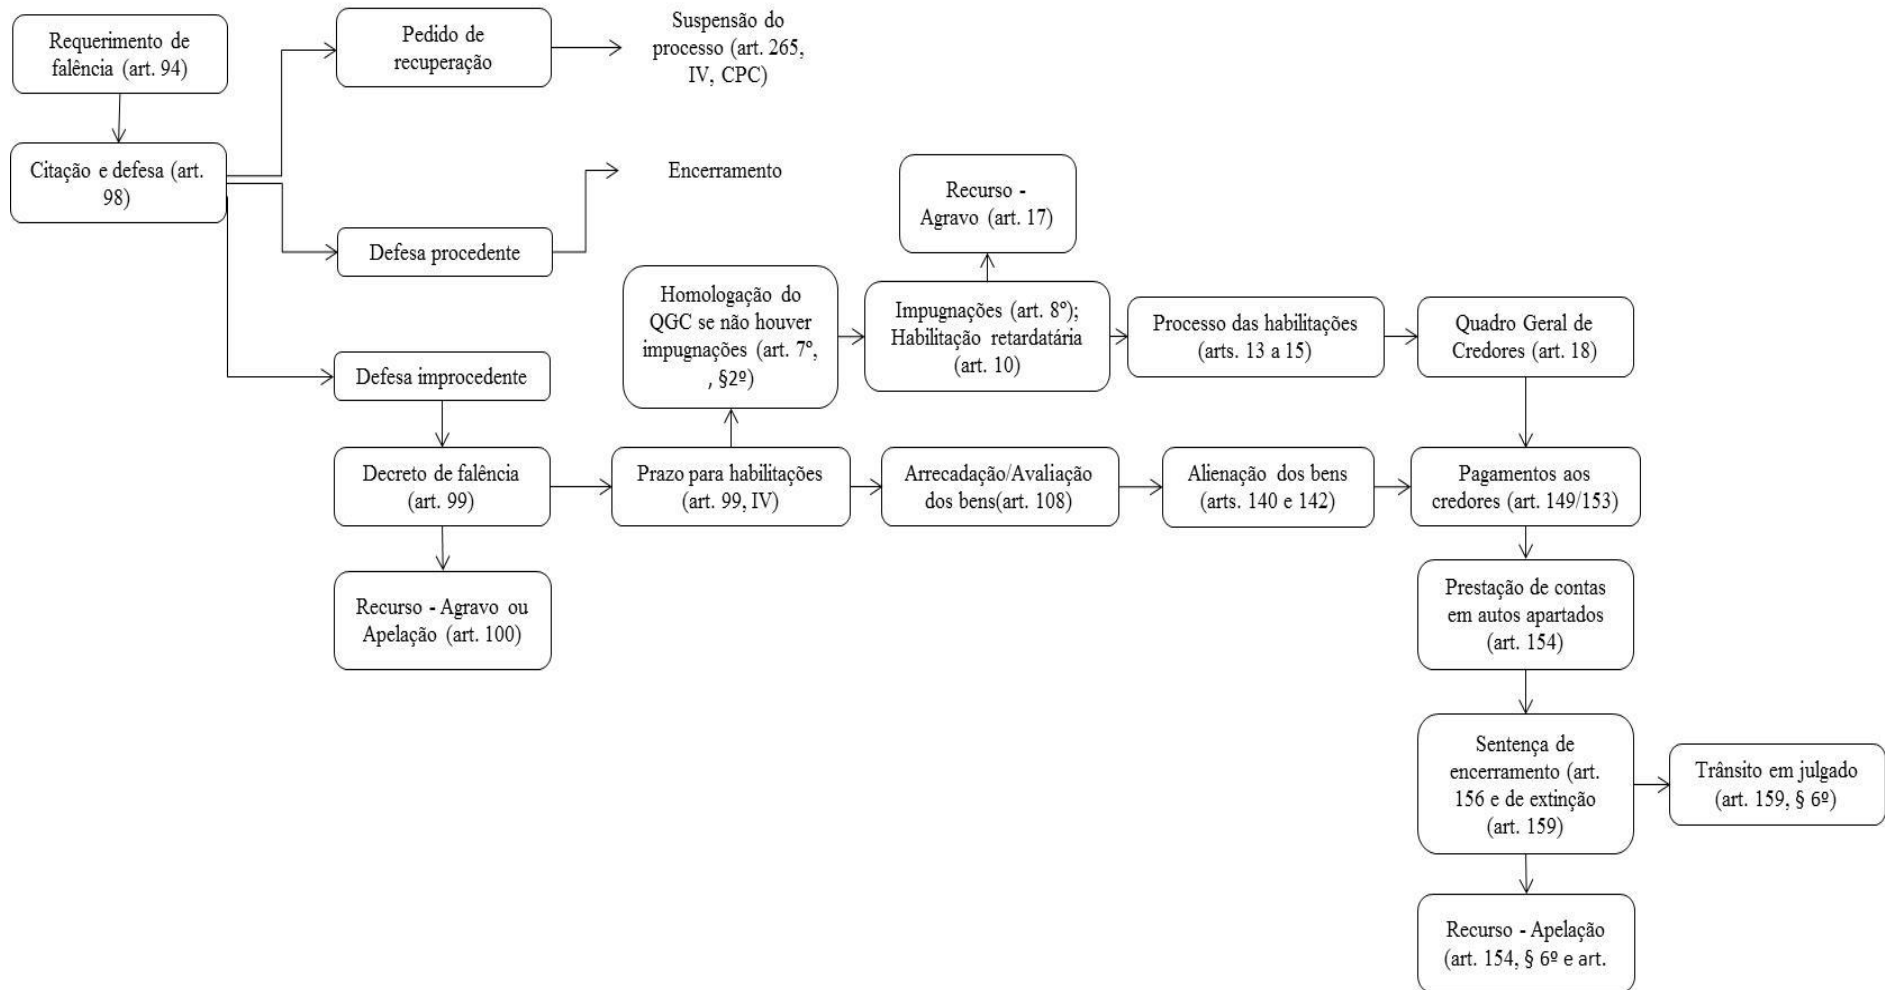 Requerimento de
falência (art. 94)
Pedido de
recuperação
Suspensão do
processo (art. 265,
IV, CPC)
Citação e defesa (art.
98)
Encerramento
Defesa procedente
Recurso -
Agravo (art. 17)
Homologação do
QGC se não houver
impugnações (art. 7º,
, §2º)
Impugnações (art. 8º);
Habilitação retardatária
(art. 10)
Processo das habilitações
(arts. 13 a 15)
Quadro Geral de
Credores (art. 18)
Defesa improcedente
Decreto de falência
(art. 99)
Prazo para habilitações
(art. 99, IV)
Arrecadação/Avaliação
dos bens(art. 108)
Alienação dos bens
(arts. 140 e 142)
Pagamentos aos
credores (art. 149/153)
Recurso - Agravo ou
Apelação (art. 100)
Prestação de contas
em autos apartados
(art. 154)
Sentença de
encerramento (art.
156 e de extinção
(art. 159)
Trânsito em julgado
(art. 159, § 6º)
Recurso - Apelação
(art. 154, § 6º e art.